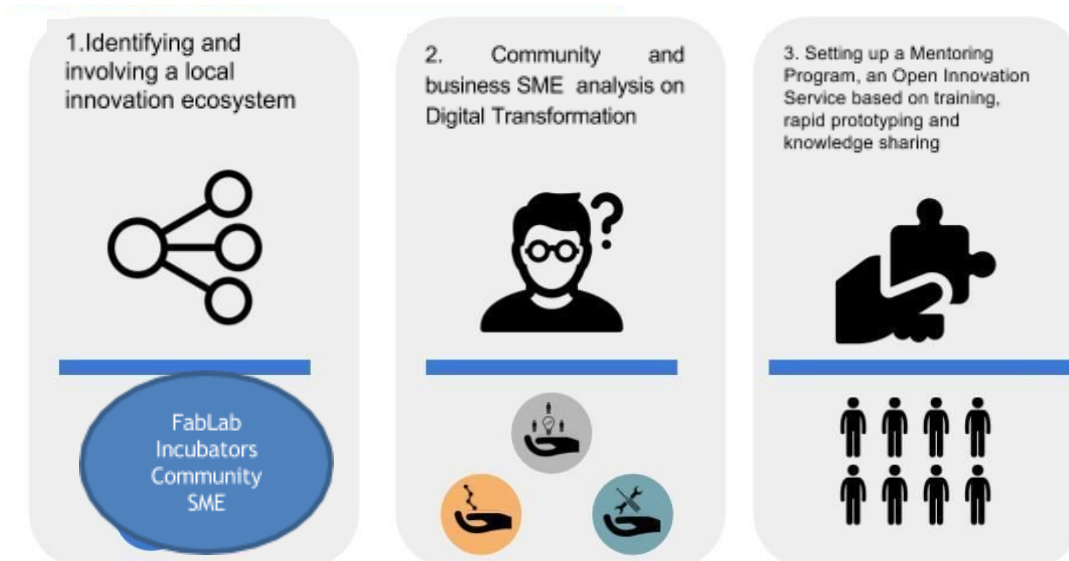 1.Identifying and
involving a local
innovation ecosystem
FabLab
Incubators
Community
SME
2. Community and
business SME analysis on
Digital Transformation
3. Setting up a Mentoring
Program, an Open Innovation
Service based on training,
rapid prototyping and
knowledge sharing